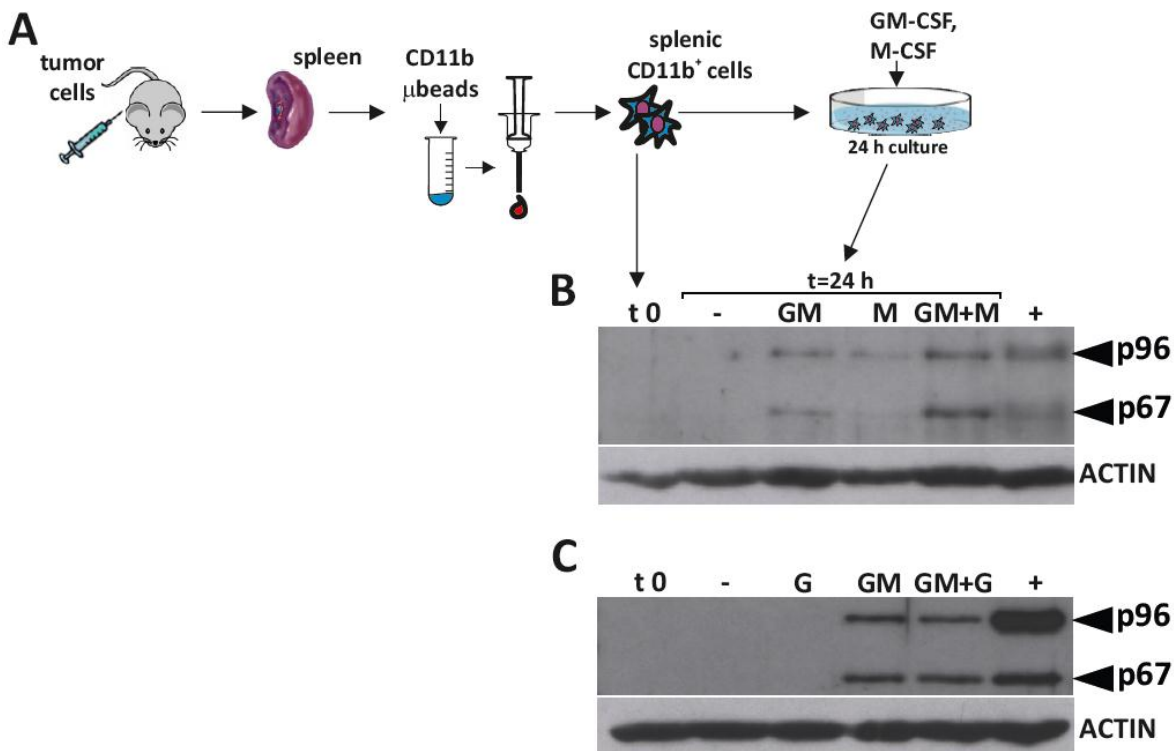 A
tumor
cells
spleen
CD11b
μbeads
splenic
CD11b⁺ cells
GM-CSF,
M-CSF
24 h culture
B
t=24 h
t 0 - GM M GM+M +
p96
p67
ACTIN
C
t 0 - G GM GM+G +
p96
p67
ACTIN